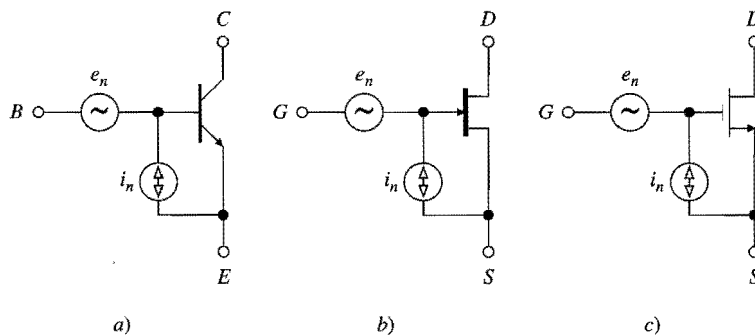 C D D
e_n e_n e_n
B G G
i_n i_n i_n
E S S
a) b) c)